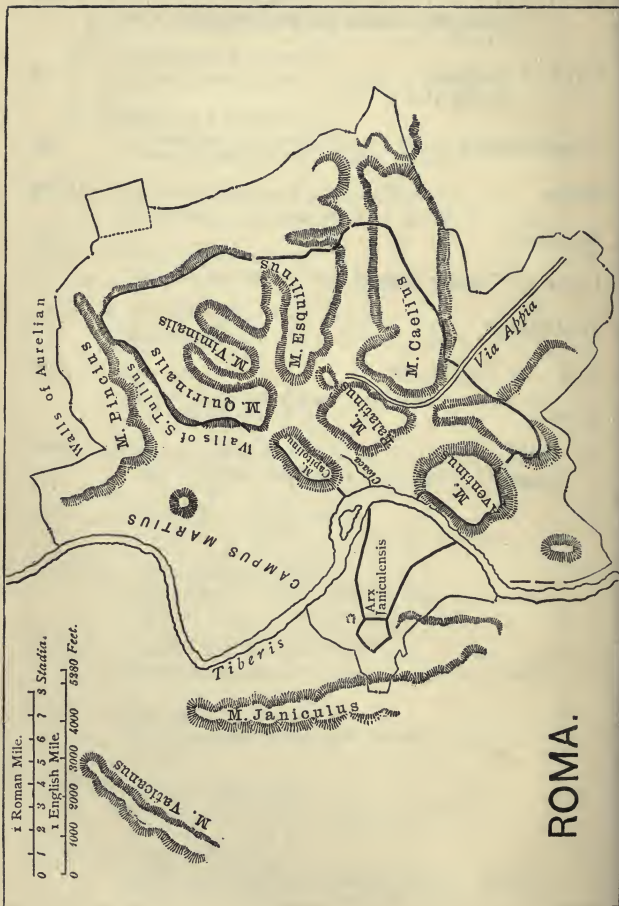 1 Roman Mile.
0 1 2 3 4 5 6 7 8 Stadia.
1 English Mile
0 1000 2000 3000 4000 5280 Feet.
Walls of Aurelian
M. Pincius
Walls of S. Tullius
M. Quirinalis
M. Viminalis
M. Esquilinus
CAMPUS MARTIUS
M.
Capitolinus
M.
Palatinus
M. Caelius
Cloaca
M.
Aventinus
Via Appia
Tiberis
Arx
Janiculensis
M. Janiculus
M. Vaticanus
ROMA.